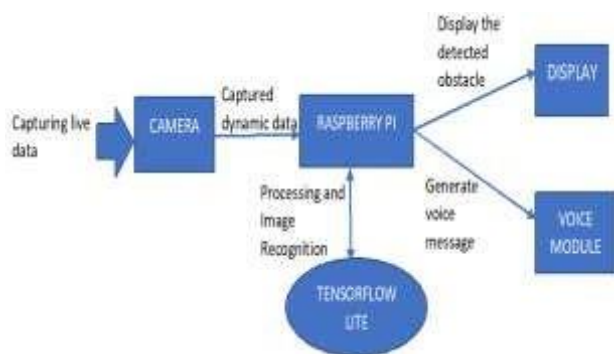 Capturing live
data
CAMERA
Captured
dynamic data
RASPBERRY PI
Display the
detected
obstacle
DISPLAY
Processing and
Image
Recognition
Generate
voice
message
VOICE
MODULE
TENSORFLOW
LITE